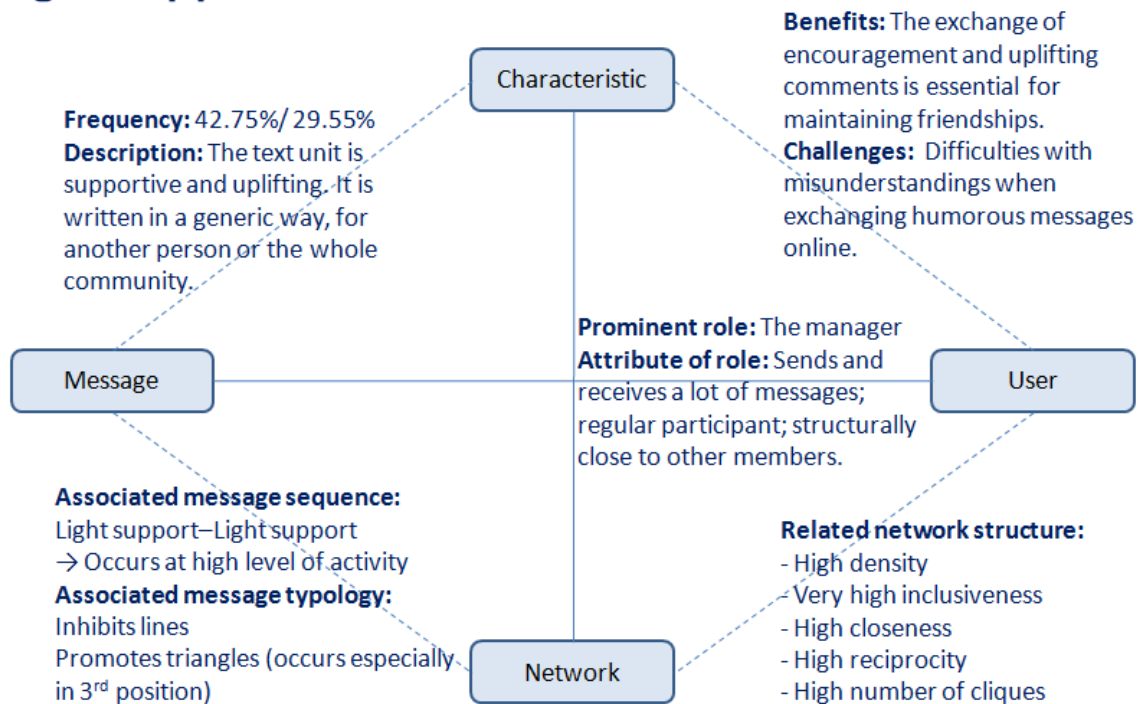 Characteristic
Benefits: The exchange of
encouragement and uplifting
comments is essential for
maintaining friendships.
Challenges: Difficulties with
misunderstandings when
exchanging humorous messages
online.
Frequency: 42.75%/ 29.55%
Description: The text unit is
supportive and uplifting. It is
written in a generic way, for
another person or the whole
community.
Prominent role: The manager
Attribute of role: Sends and
receives a lot of messages;
regular participant; structurally
close to other members.
Message
User
Associated message sequence:
Light support–Light support
→ Occurs at high level of activity
Associated message typology:
Inhibits lines
Promotes triangles (occurs especially
in 3rd position)
Related network structure:
- High density
- Very high inclusiveness
- High closeness
- High reciprocity
- High number of cliques
Network